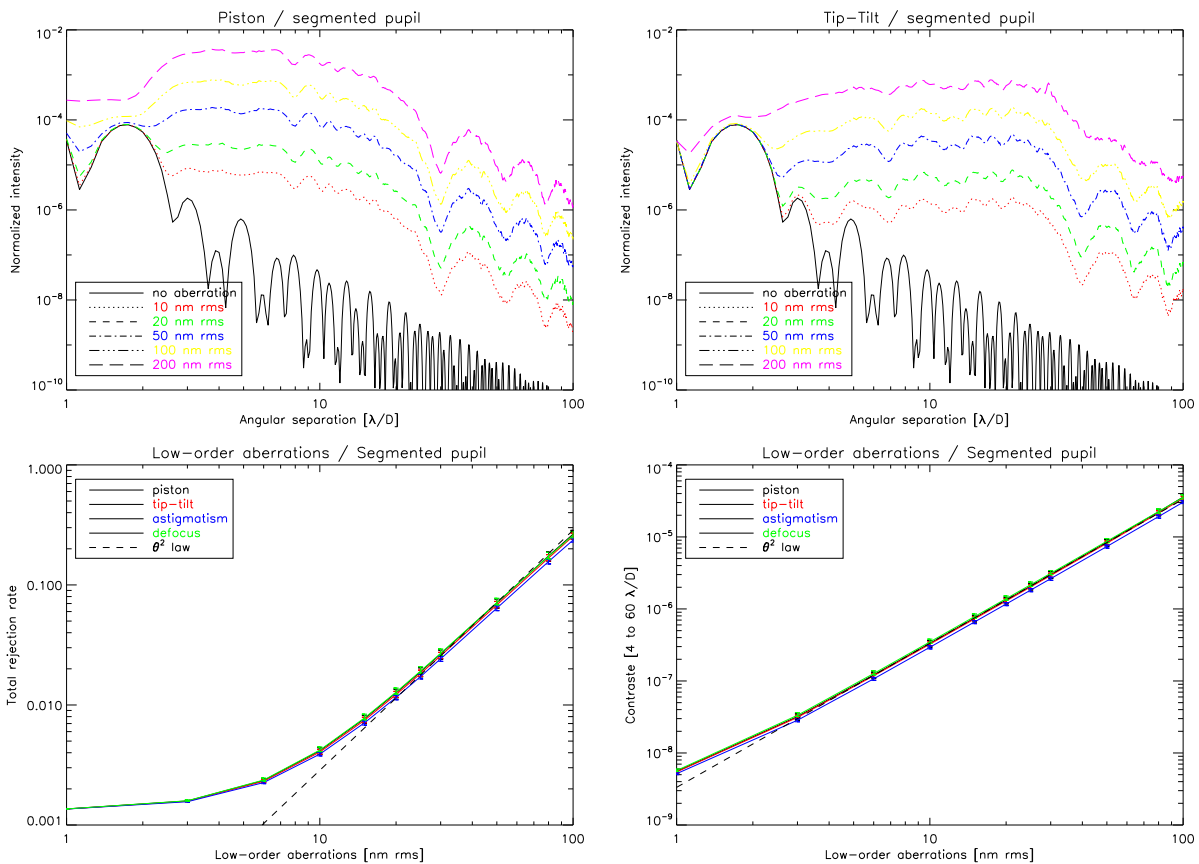 Piston / segmented pupil
10⁻²
10⁻⁴
10⁻⁶
10⁻⁸
10⁻¹⁰
Normalized intensity
no aberration
10 nm rms
20 nm rms
50 nm rms
100 nm rms
200 nm rms
1
10
100
Angular separation [λ/D]
Tip-Tilt / segmented pupil
10⁻²
10⁻⁴
10⁻⁶
10⁻⁸
10⁻¹⁰
Normalized intensity
no aberration
10 nm rms
20 nm rms
50 nm rms
100 nm rms
200 nm rms
1
10
100
Angular separation [λ/D]
Low-order aberrations / Segmented pupil
1.000
0.100
0.010
0.001
Total rejection rate
piston
tip-tilt
astigmatism
defocus
θ² law
1
10
100
Low-order aberrations [nm rms]
Low-order aberrations / Segmented pupil
10⁻⁴
10⁻⁵
10⁻⁶
10⁻⁷
10⁻⁸
10⁻⁹
Contraste [4 to 60 λ/D]
piston
tip-tilt
astigmatism
defocus
θ² law
1
10
100
Low-order aberrations [nm rms]